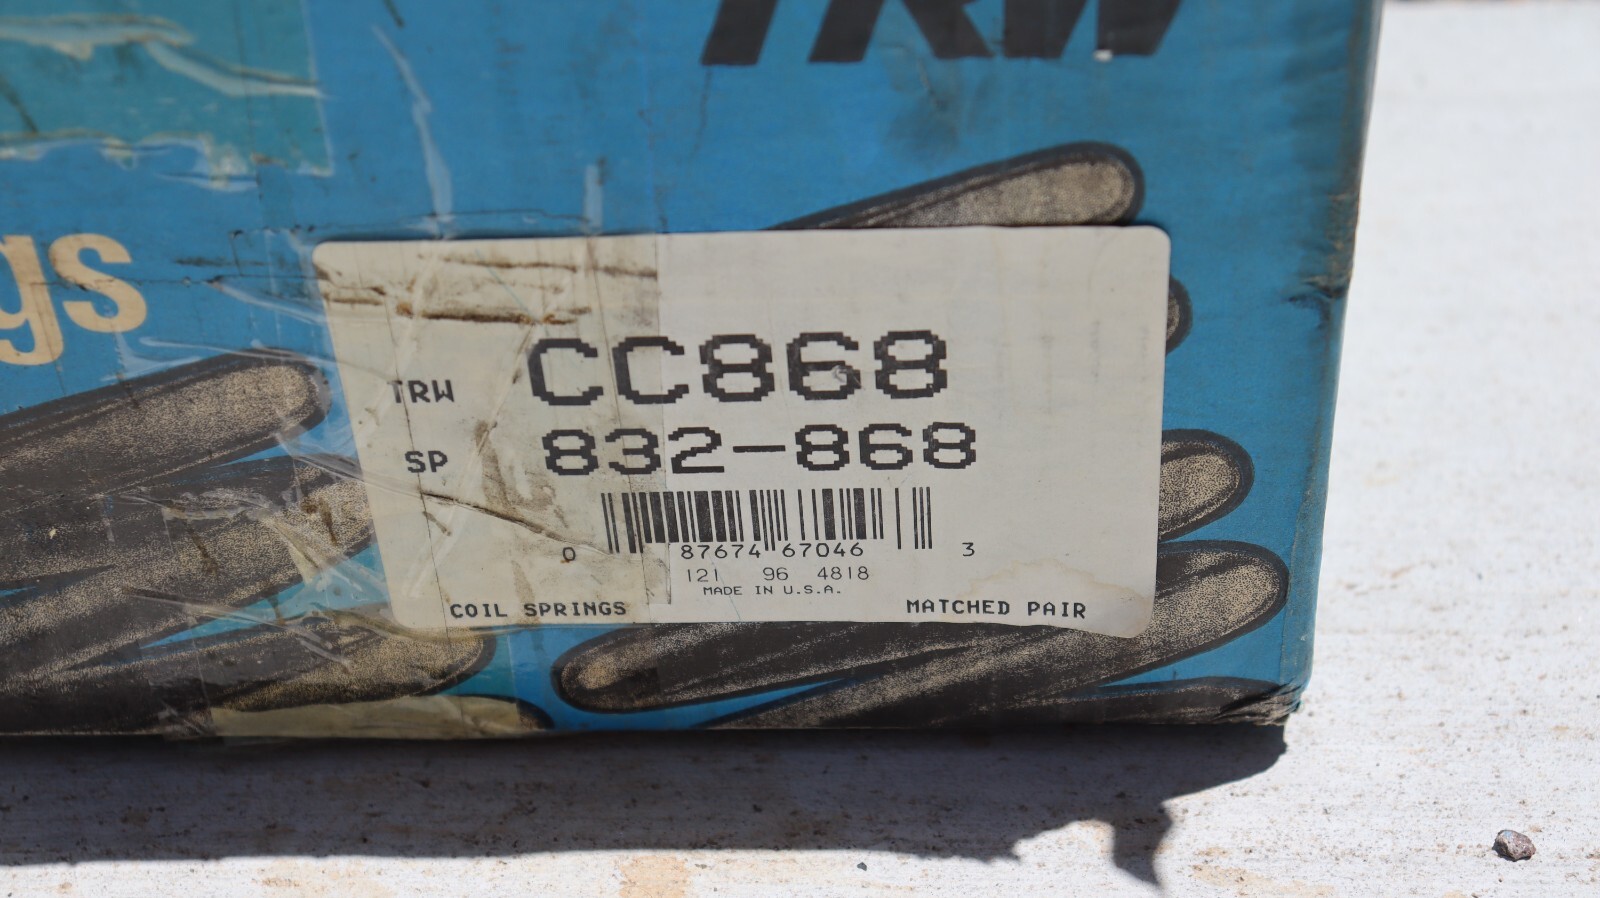 TRW
gs
TRW CC868
SP 832-868
0 87674 67046 3
121 96 4818
MADE IN U.S.A.
COIL SPRINGS MATCHED PAIR